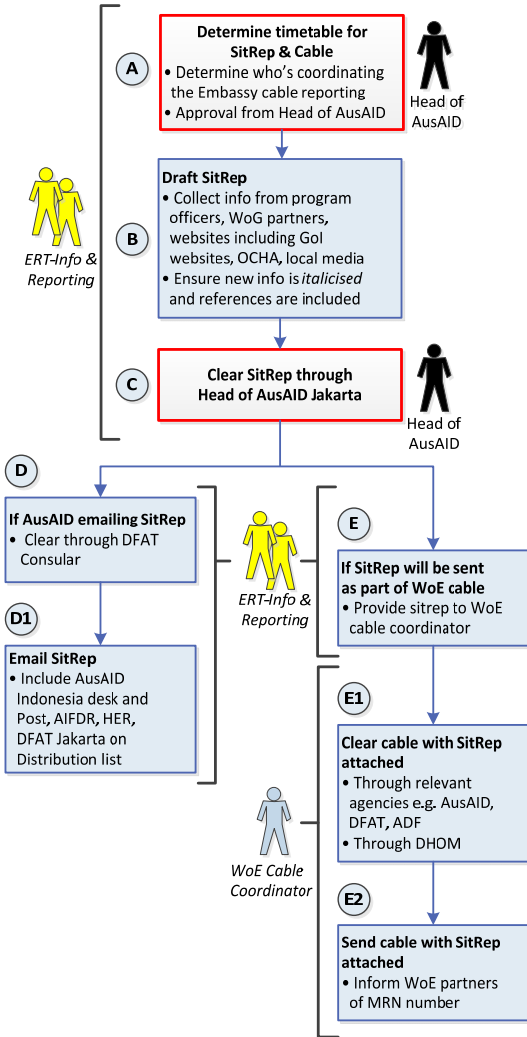 A
Determine timetable for
SitRep & Cable
• Determine who's coordinating
the Embassy cable reporting
• Approval from Head of AusAID
Head of
AusAID
ERT-Info &
Reporting
B
Draft SitRep
• Collect info from program
officers, WoG partners,
websites including GoI
websites, OCHA, local media
• Ensure new info is italicised
and references are included
C
Clear SitRep through
Head of AusAID Jakarta
Head of
AusAID
D
If AusAID emailing SitRep
• Clear through DFAT
Consular
D1
Email SitRep
• Include AusAID
Indonesia desk and
Post, AIFDR, HER,
DFAT Jakarta on
Distribution list
ERT-Info &
Reporting
E
If SitRep will be sent
as part of WoE cable
• Provide sitrep to WoE
cable coordinator
E1
Clear cable with SitRep
attached
• Through relevant
agencies e.g. AusAID,
DFAT, ADF
• Through DHOM
WoE Cable
Coordinator
E2
Send cable with SitRep
attached
• Inform WoE partners
of MRN number